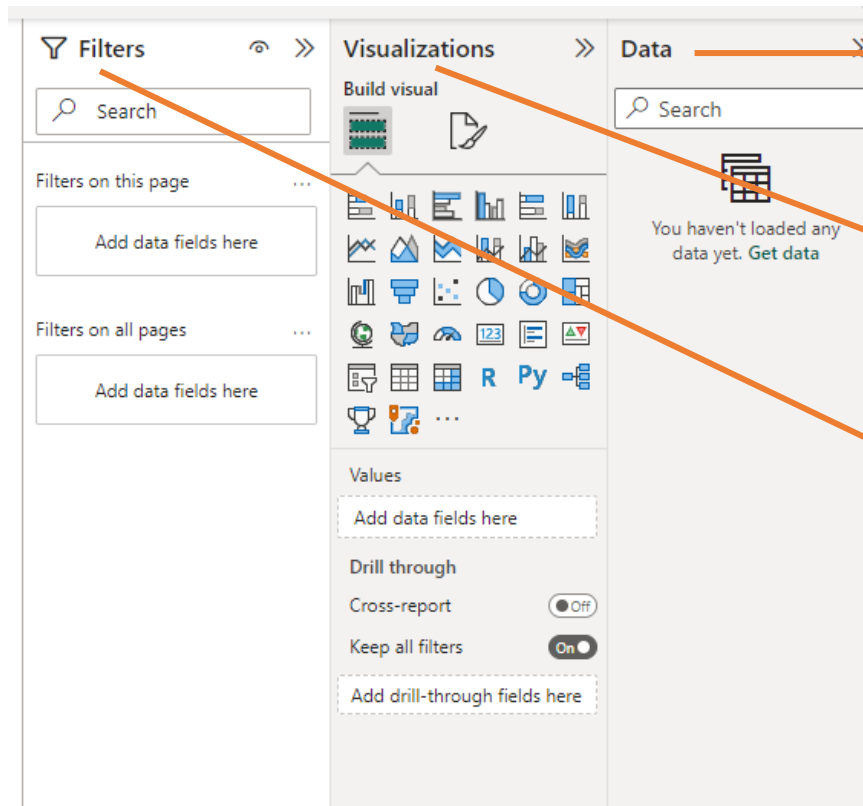 Filters
Search
Filters on this page
Add data fields here
Filters on all pages
Add data fields here
Visualizations
Build visual
123
R Py
Values
Add data fields here
Drill through
Cross-report Off
Keep all filters On
Add drill-through fields here
Data
Search
You haven't loaded any
data yet. Get data